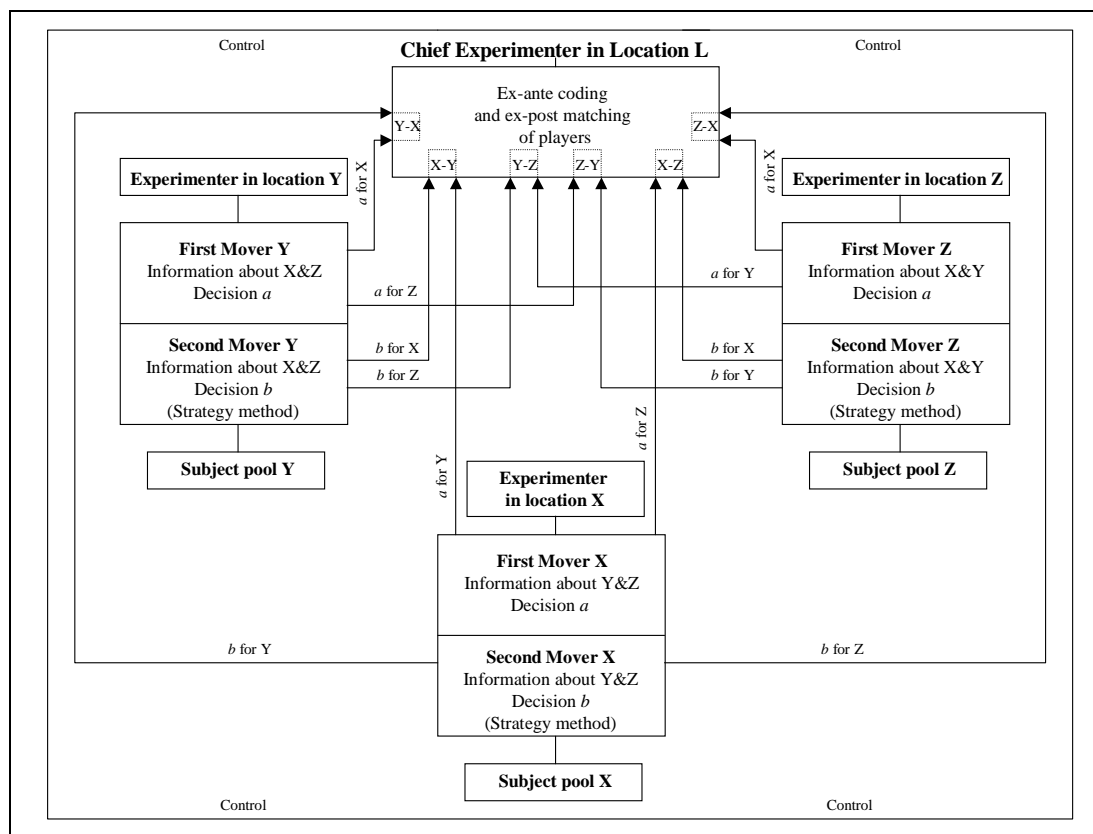 Control
Control
Chief Experimenter in Location L
Ex-ante coding
and ex-post matching
of players
Y-X
Z-X
X-Y
Y-Z
Z-Y
X-Z
a for X
a for X
Experimenter in location Y
Experimenter in location Z
First Mover Y
Information about X&Z
Decision a
First Mover Z
Information about X&Y
Decision a
a for Y
a for Z
Second Mover Y
Information about X&Z
Decision b
(Strategy method)
b for X
b for Z
b for X
b for Y
Second Mover Z
Information about X&Y
Decision b
(Strategy method)
Subject pool Y
Subject pool Z
a for Y
a for Z
Experimenter
in location X
First Mover X
Information about Y&Z
Decision a
b for Y
b for Z
Second Mover X
Information about Y&Z
Decision b
(Strategy method)
Subject pool X
Control
Control